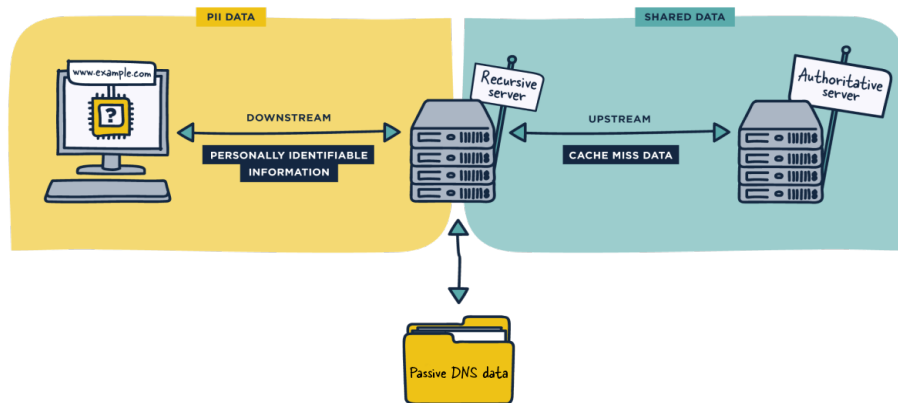 PII DATA
SHARED DATA
www.example.com
?
Recursive
server
Authoritative
server
DOWNSTREAM
PERSONALLY IDENTIFIABLE
INFORMATION
UPSTREAM
CACHE MISS DATA
Passive DNS data